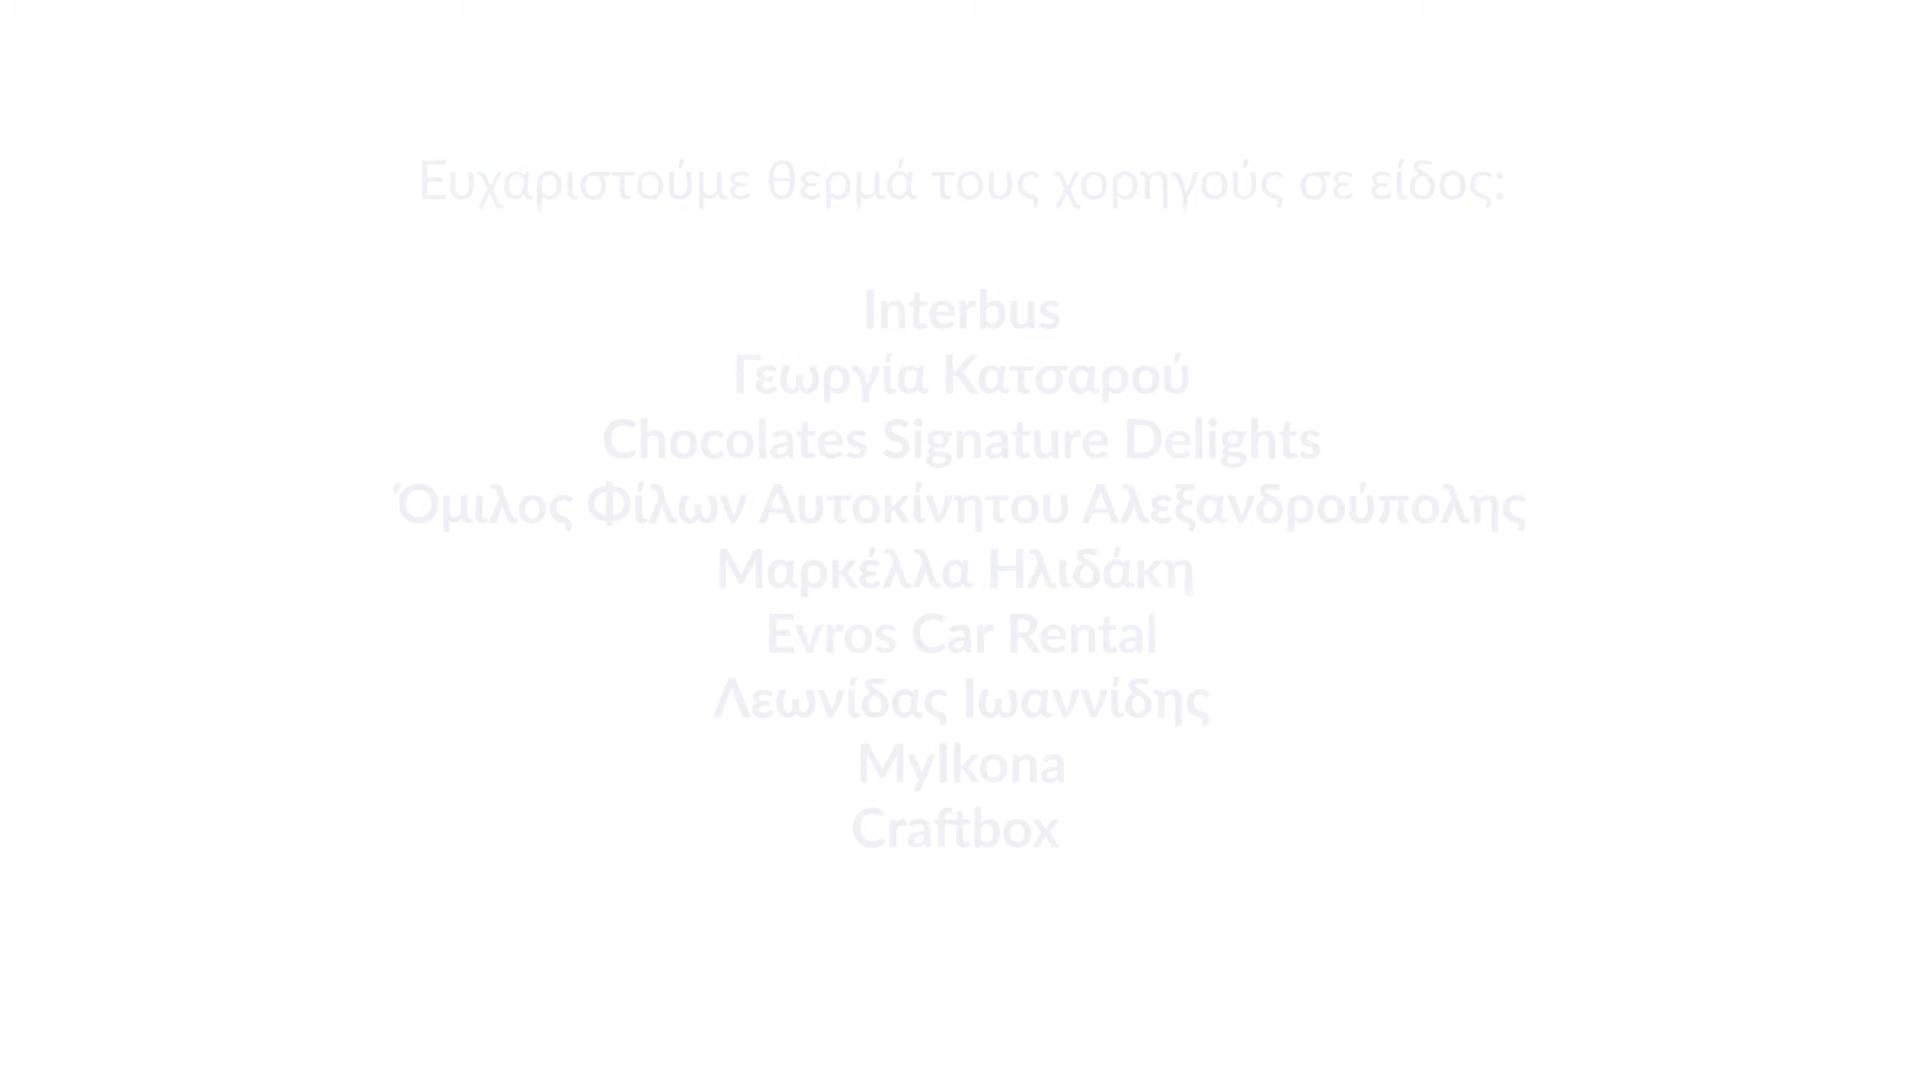 Ευχαριστούμε θερμά τους χορηγούς σε είδος:
Interbus
Γεωργία Κατσαρού
Chocolates Signature Delights
Όμιλος Φίλων Αυτοκίνητου Αλεξανδρούπολης
Μαρκέλλα Ηλιδάκη
Evros Car Rental
Λεωνίδας Ιωαννίδης
MyIkona
Craftbox